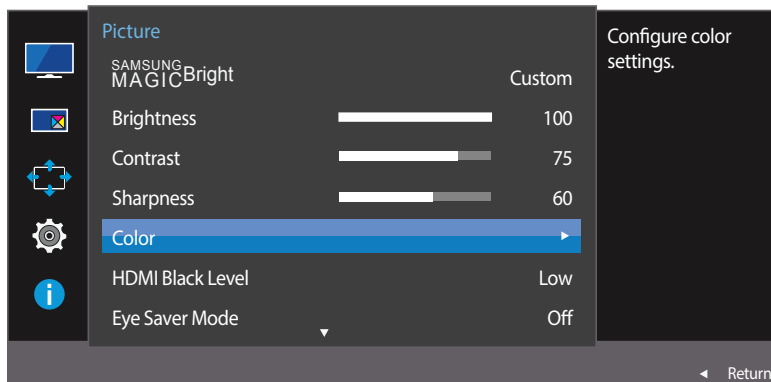 Picture
SAMSUNG
MAGICBright Custom
Brightness 100
Contrast 75
Sharpness 60
Color
HDMI Black Level Low
Eye Saver Mode Off
Configure color
settings.
i
Return